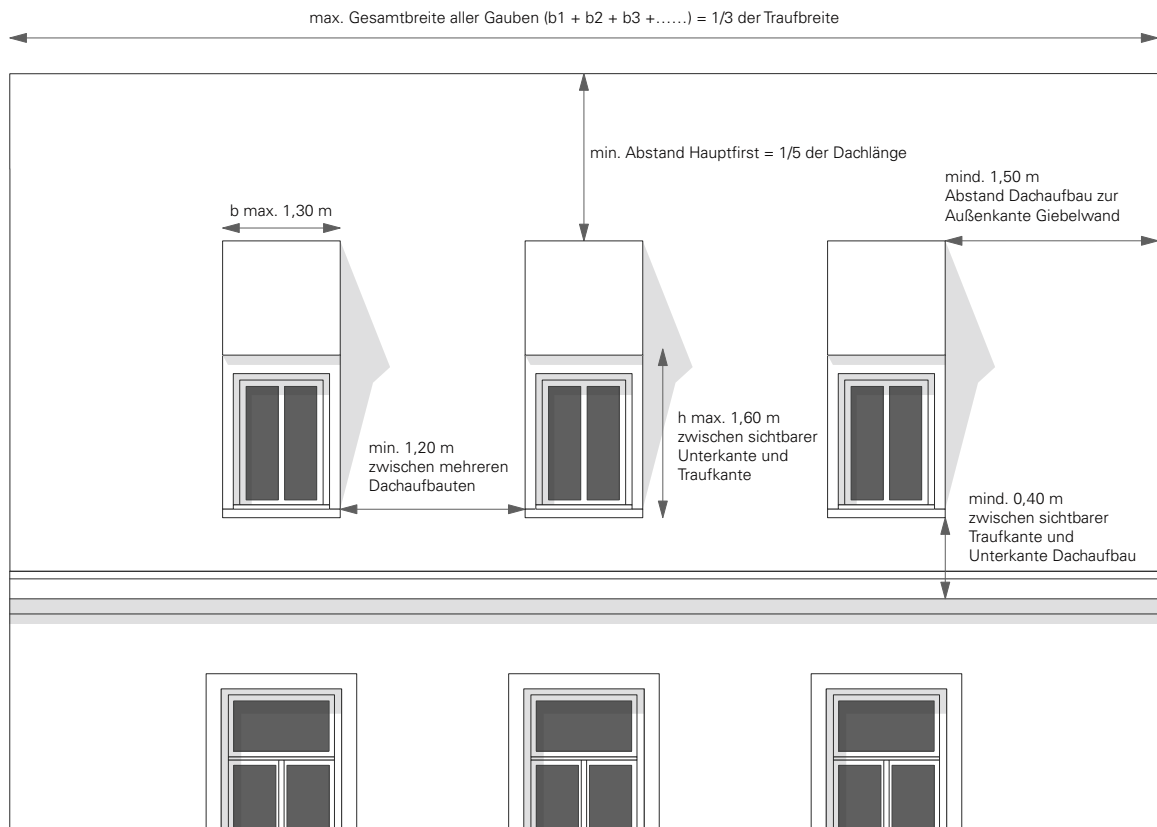 max. Gesamtbreite aller Gauben (b1 + b2 + b3 +……) = 1/3 der Traufbreite
min. Abstand Hauptfirst = 1/5 der Dachlänge
mind. 1,50 m
Abstand Dachaufbau zur
Außenkante Giebelwand
b max. 1,30 m
h max. 1,60 m
zwischen sichtbarer
Unterkante und
Traufkante
min. 1,20 m
zwischen mehreren
Dachaufbauten
mind. 0,40 m
zwischen sichtbarer
Traufkante und
Unterkante Dachaufbau